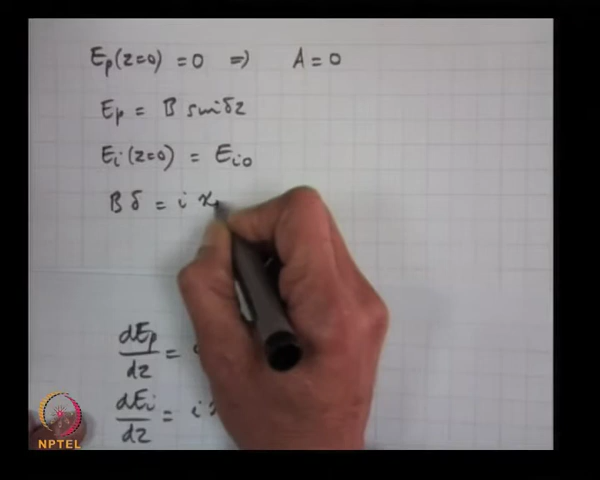 Ep(z=0) = 0 ⇒ A = 0
Ep = B sin δz
Ei(z=0) = Ei0
Bδ = i χ
dEp/dz =
dEi/dz = i
NPTEL